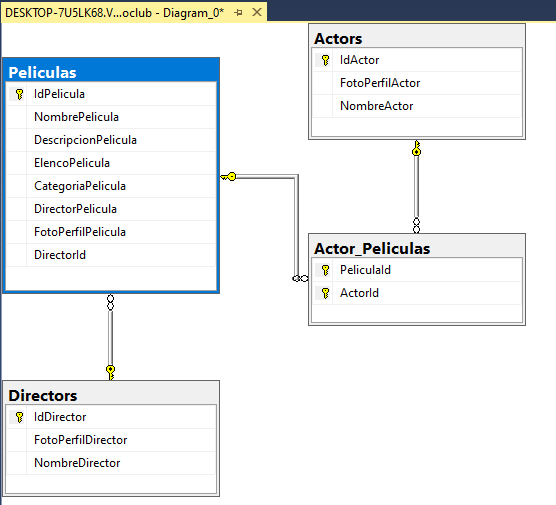 DESKTOP-7U5LK68.V...oclub - Diagram_0*
Peliculas
IdPelicula
NombrePelicula
DescripcionPelicula
ElencoPelicula
CategoriaPelicula
DirectorPelicula
FotoPerfilPelicula
DirectorId
Actors
IdActor
FotoPerfilActor
NombreActor
Actor_Peliculas
PeliculaId
ActorId
Directors
IdDirector
FotoPerfilDirector
NombreDirector